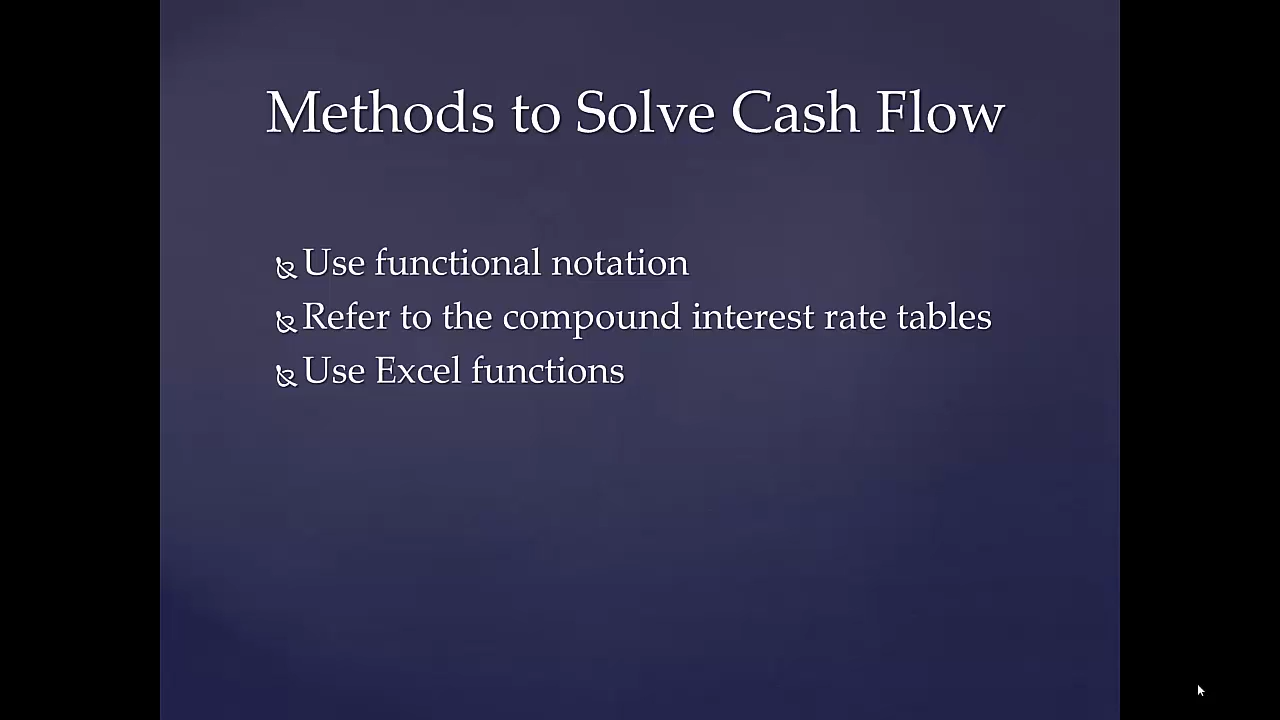 Methods to Solve Cash Flow
Use functional notation
Refer to the compound interest rate tables
Use Excel functions